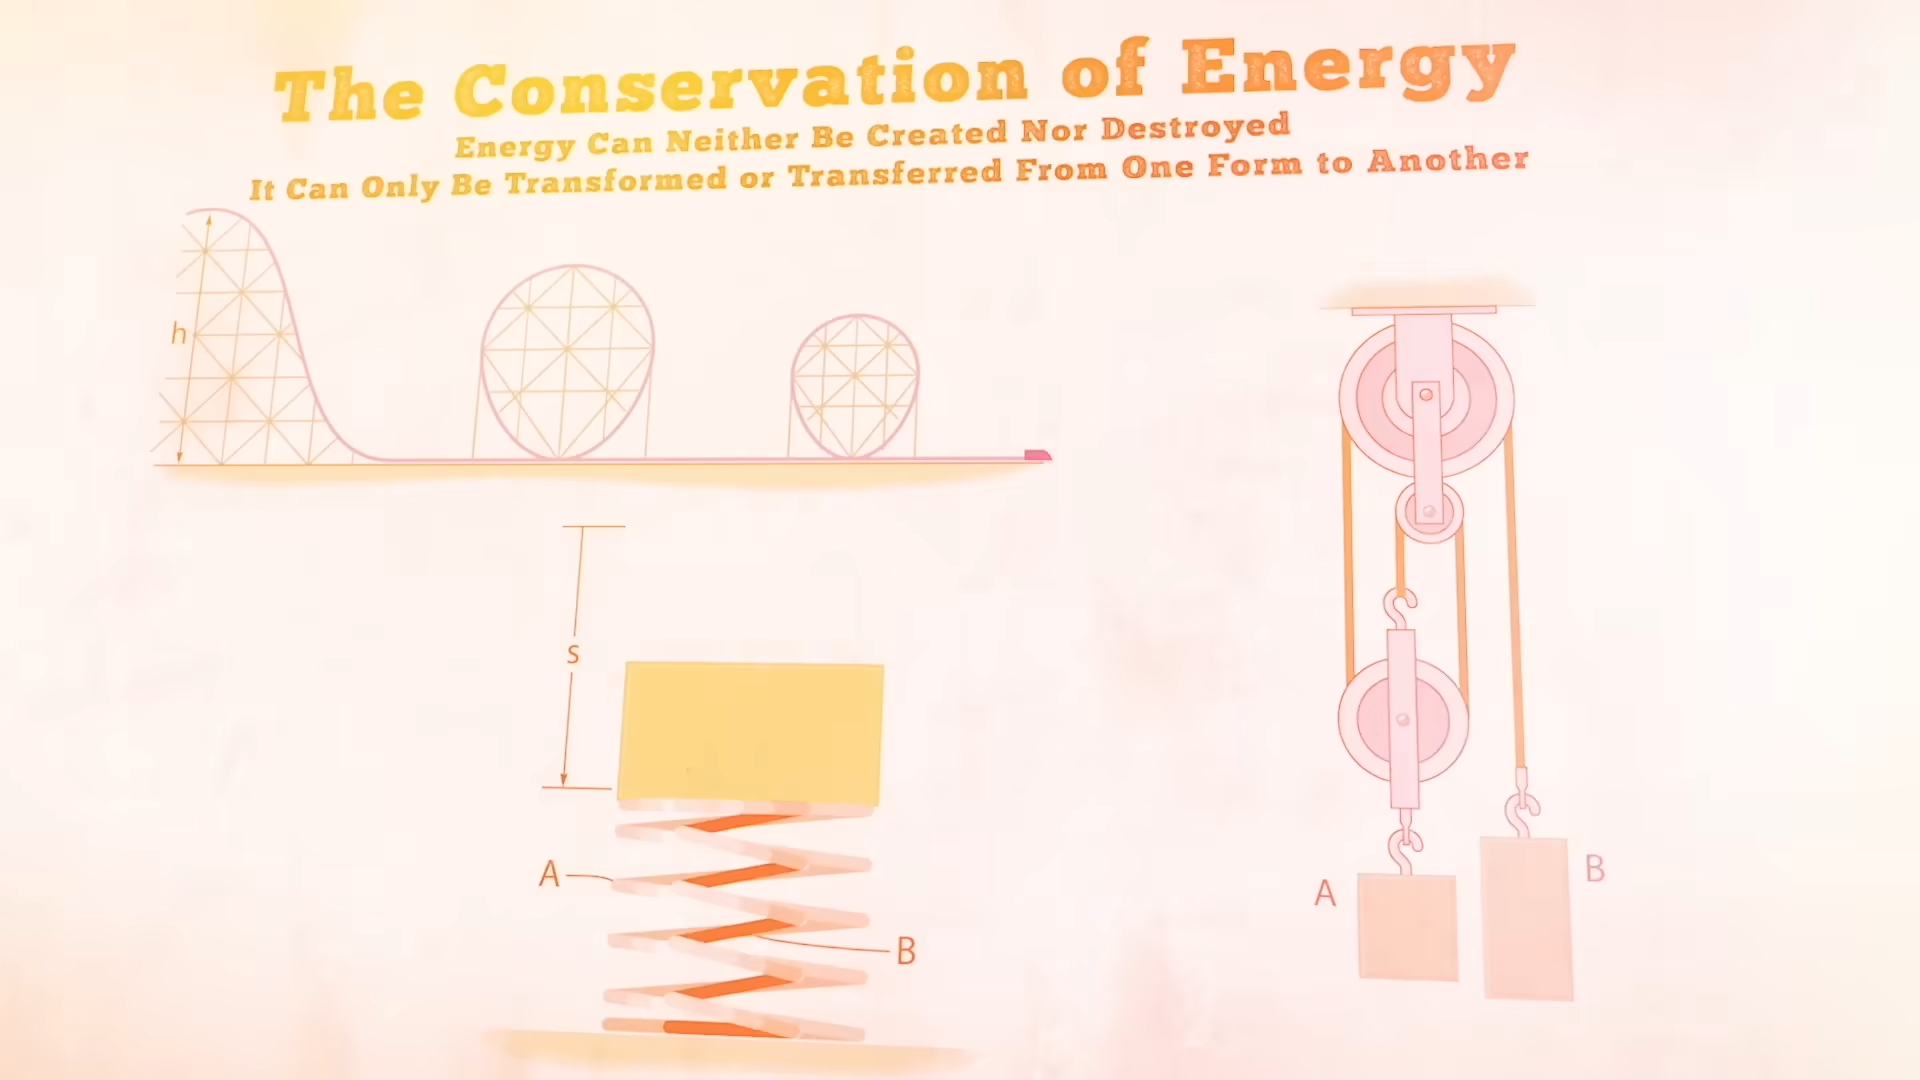 The Conservation of Energy
Energy Can Neither Be Created Nor Destroyed
It Can Only Be Transformed or Transferred From One Form to Another
h
s
A
B
A
B